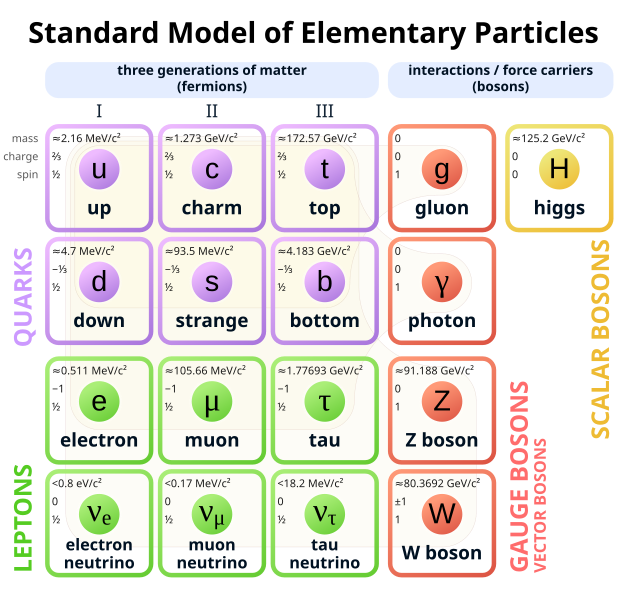 Standard Model of Elementary Particles
three generations of matter
(fermions)
interactions / force carriers
(bosons)
I
II
III
mass
charge
spin
≈2.16 MeV/c²
⅔
½
u
up
≈1.273 GeV/c²
⅔
½
c
charm
≈172.57 GeV/c²
⅔
½
t
top
0
0
1
g
gluon
≈125.2 GeV/c²
0
0
H
higgs
QUARKS
≈4.7 MeV/c²
−⅓
½
d
down
≈93.5 MeV/c²
−⅓
½
s
strange
≈4.183 GeV/c²
−⅓
½
b
bottom
0
0
1
γ
photon
SCALAR BOSONS
LEPTONS
≈0.511 MeV/c²
−1
½
e
electron
≈105.66 MeV/c²
−1
½
μ
muon
≈1.77693 GeV/c²
−1
½
τ
tau
≈91.188 GeV/c²
0
1
Z
Z boson
GAUGE BOSONS
VECTOR BOSONS
<0.8 eV/c²
0
½
νe
electron
neutrino
<0.17 MeV/c²
0
½
νμ
muon
neutrino
<18.2 MeV/c²
0
½
ντ
tau
neutrino
≈80.3692 GeV/c²
±1
1
W
W boson